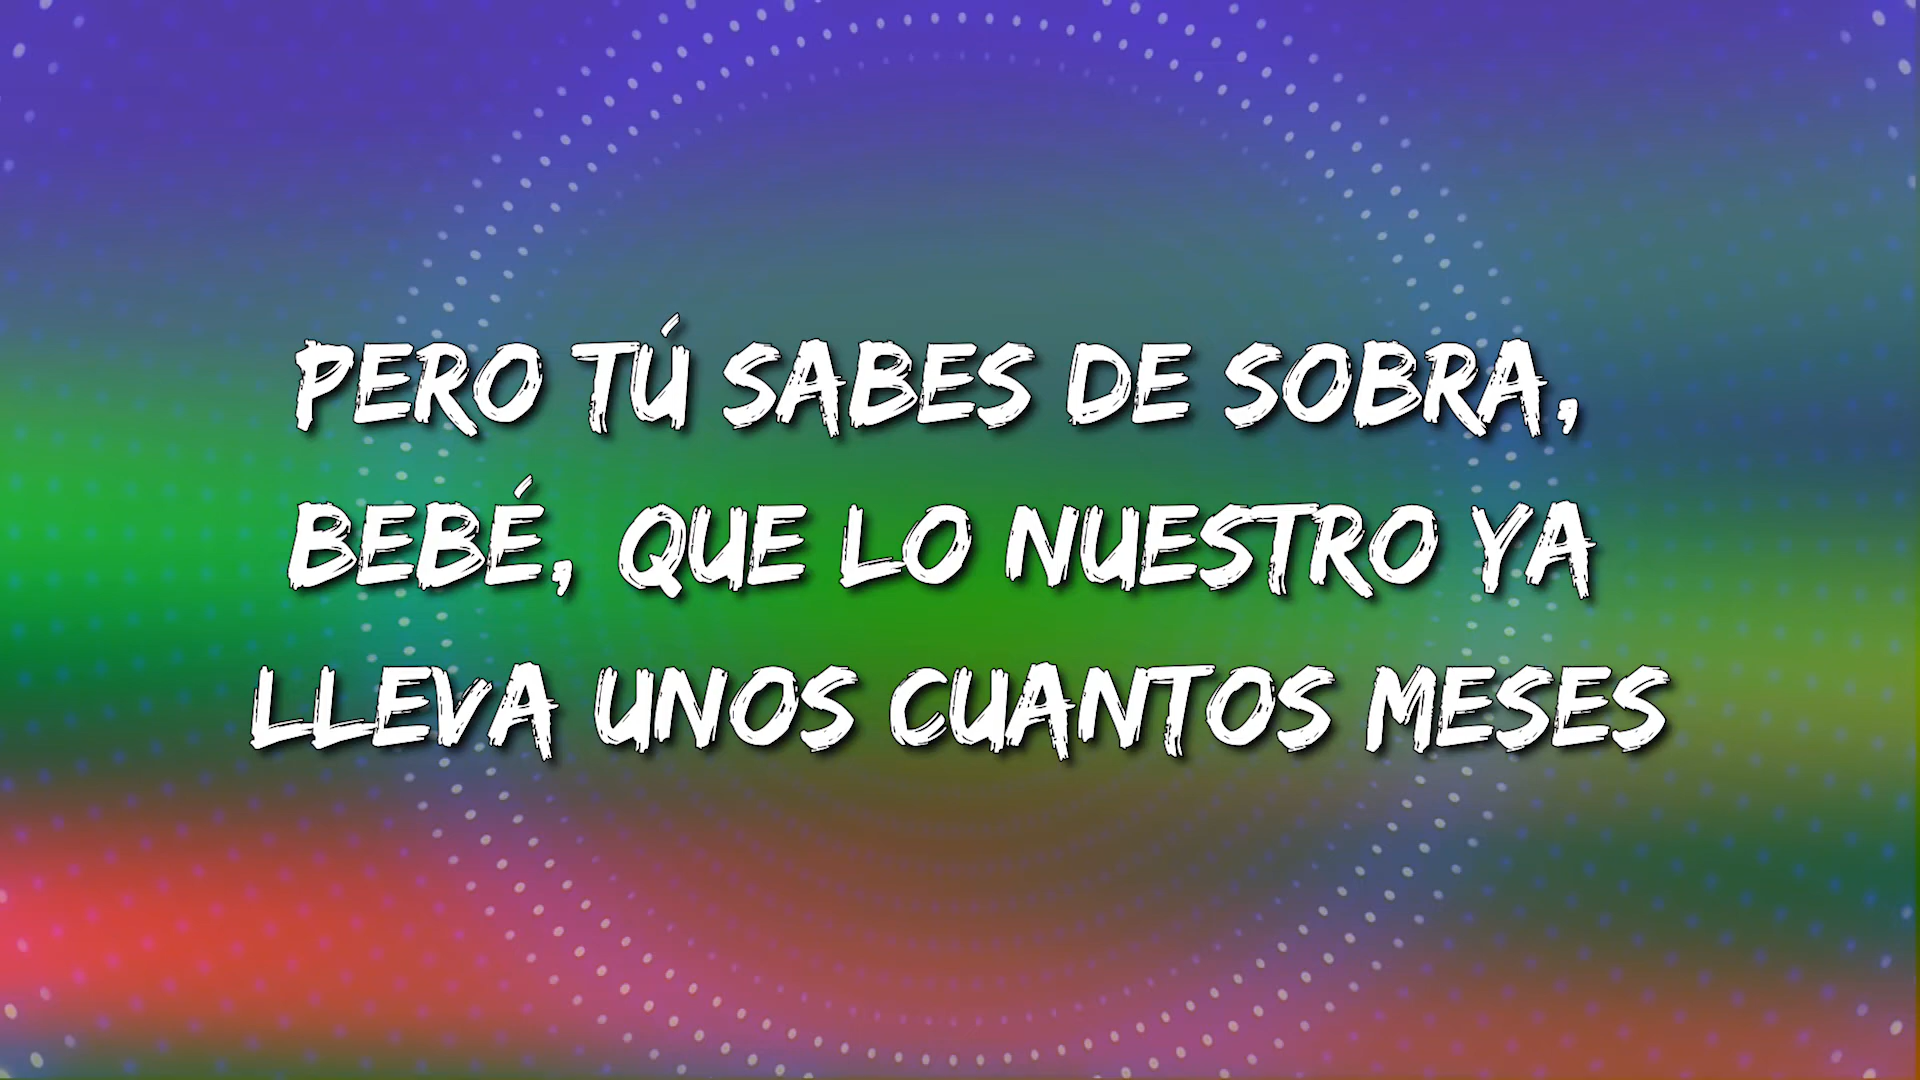 PERO TÚ SABES DE SOBRA,
BEBÉ, QUE LO NUESTRO YA
LLEVA UNOS CUANTOS MESES